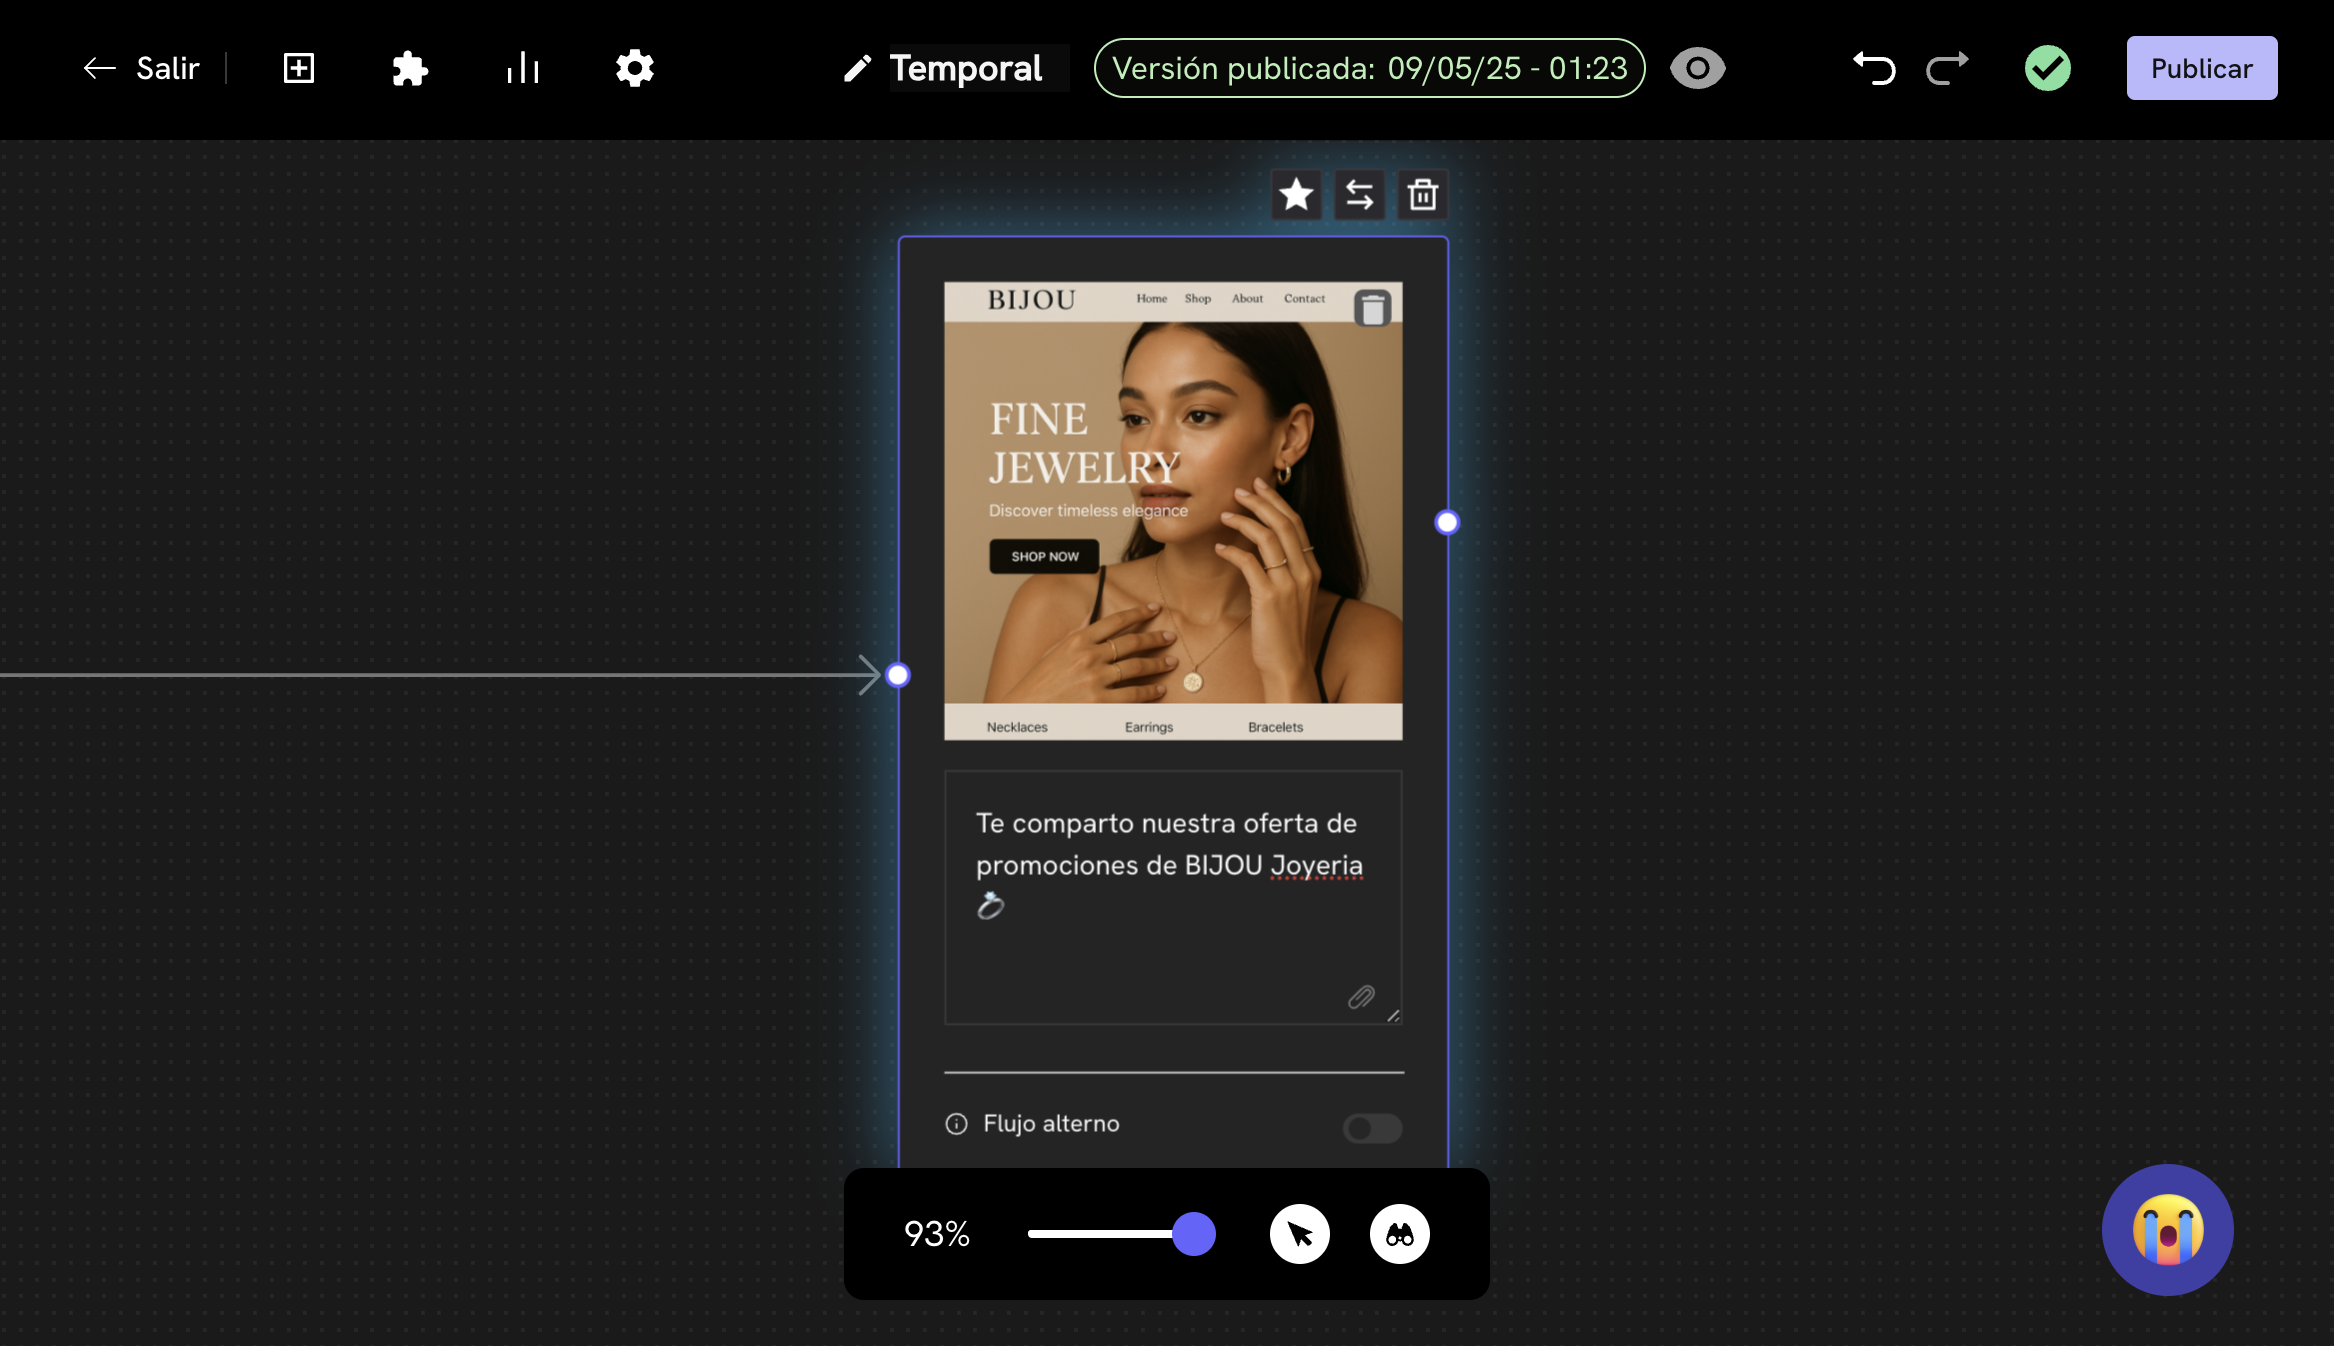 Salir
Temporal
Versión publicada: 09/05/25 - 01:23
Publicar
BIJOU
Home Shop About Contact
FINE
JEWELRY
Discover timeless elegance
SHOP NOW
Necklaces Earrings Bracelets
Te comparto nuestra oferta de
promociones de BIJOU Joyeria
💍
Flujo alterno
93%